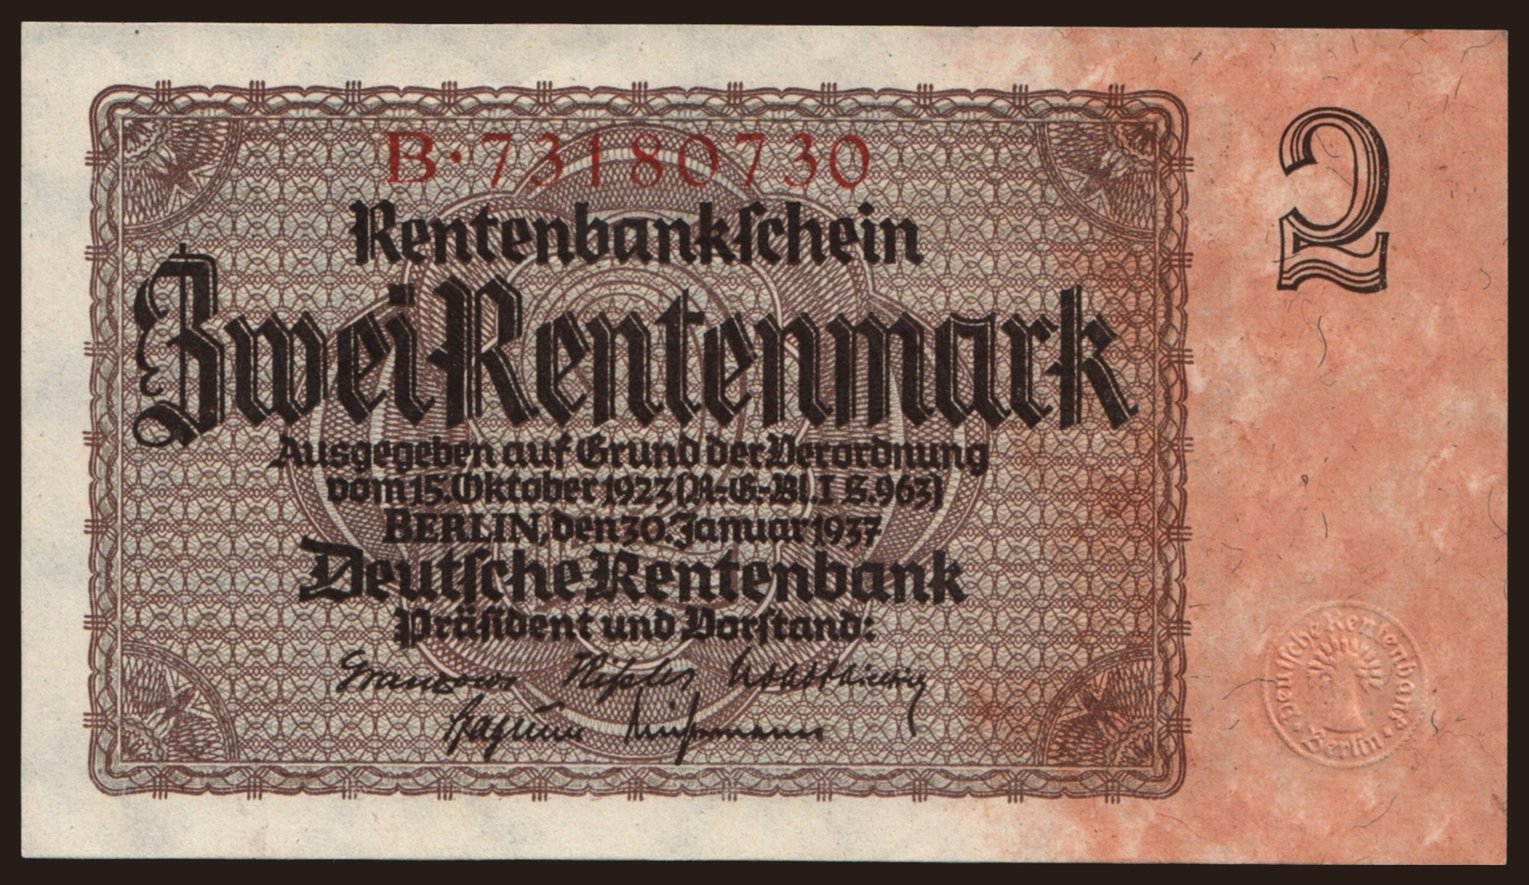 B·73180730
2
Rentenbankſchein
Zwei Rentenmark
Ausgegeben auf Grund der Verordnung
vom 15. Oktober 1923 (R.-G.-Bl. I S. 963)
BERLIN, den 30. Januar 1937
Deutſche Rentenbank
Präſident und Vorſtand:
Deutſche Rentenbank
Berlin